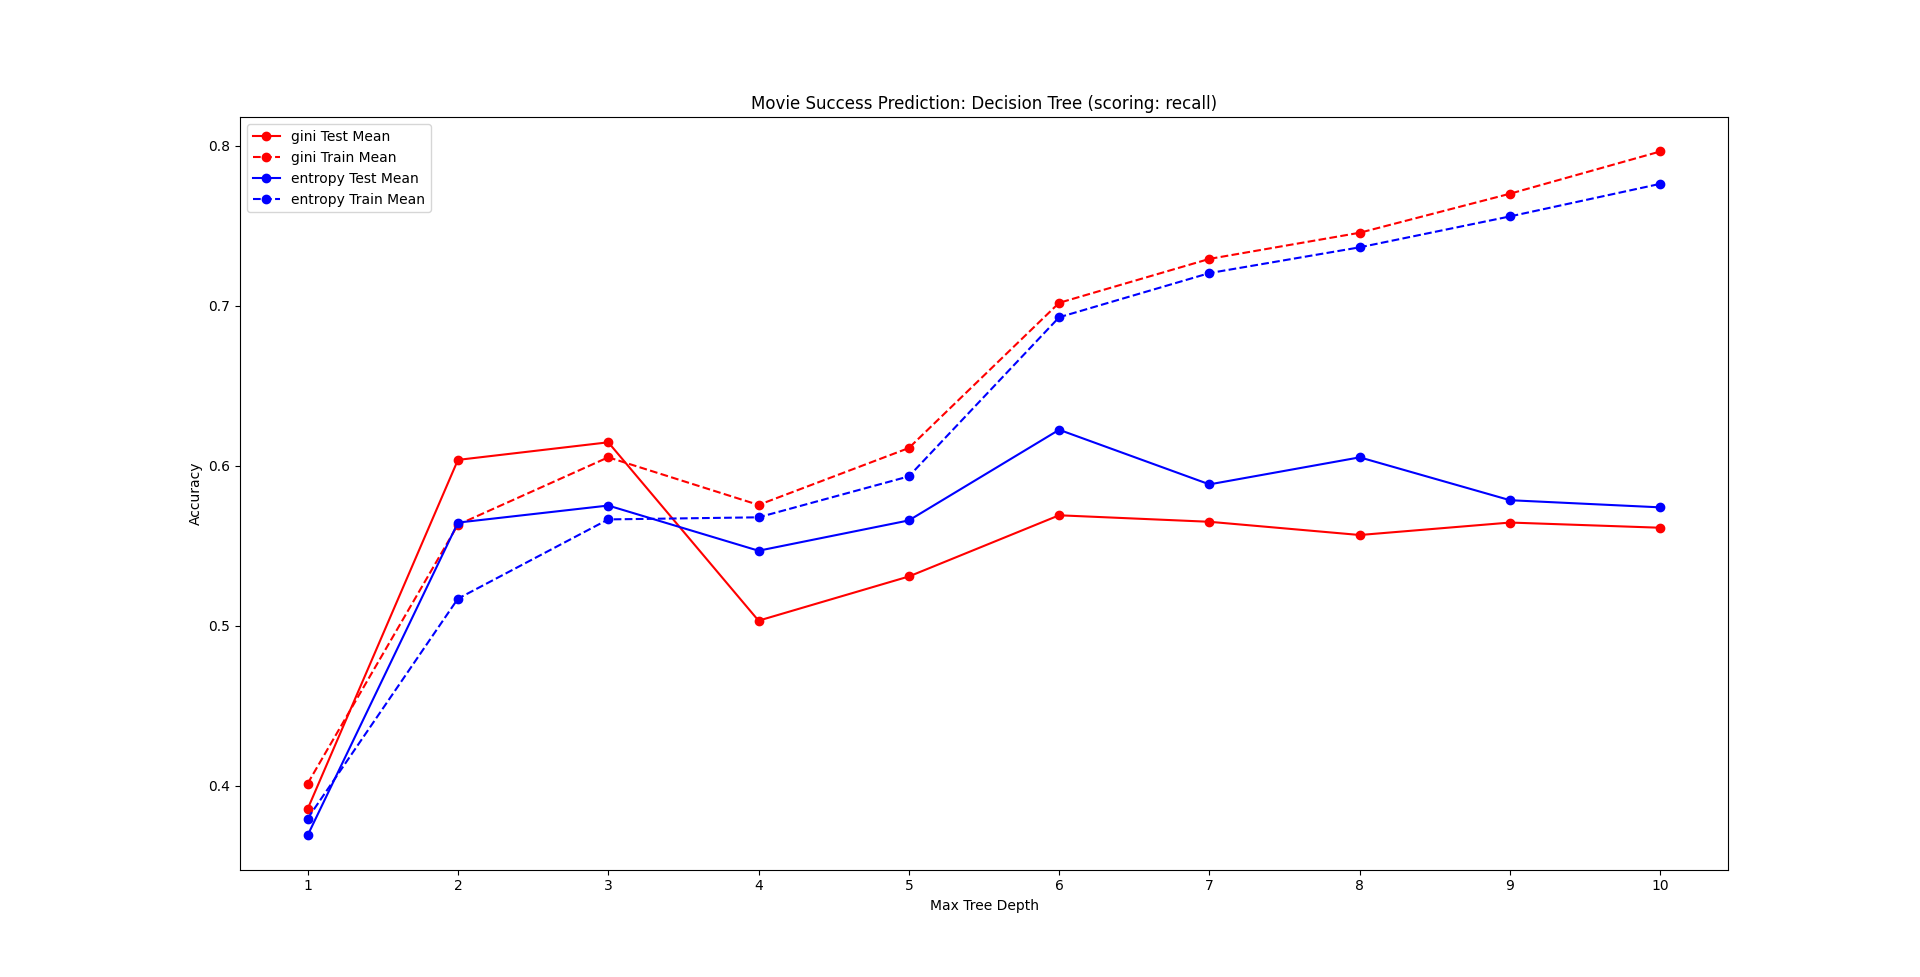 Movie Success Prediction: Decision Tree (scoring: recall)
gini Test Mean
gini Train Mean
entropy Test Mean
entropy Train Mean
Accuracy
0.8
0.7
0.6
0.5
0.4
1 2 3 4 5 6 7 8 9 10
Max Tree Depth